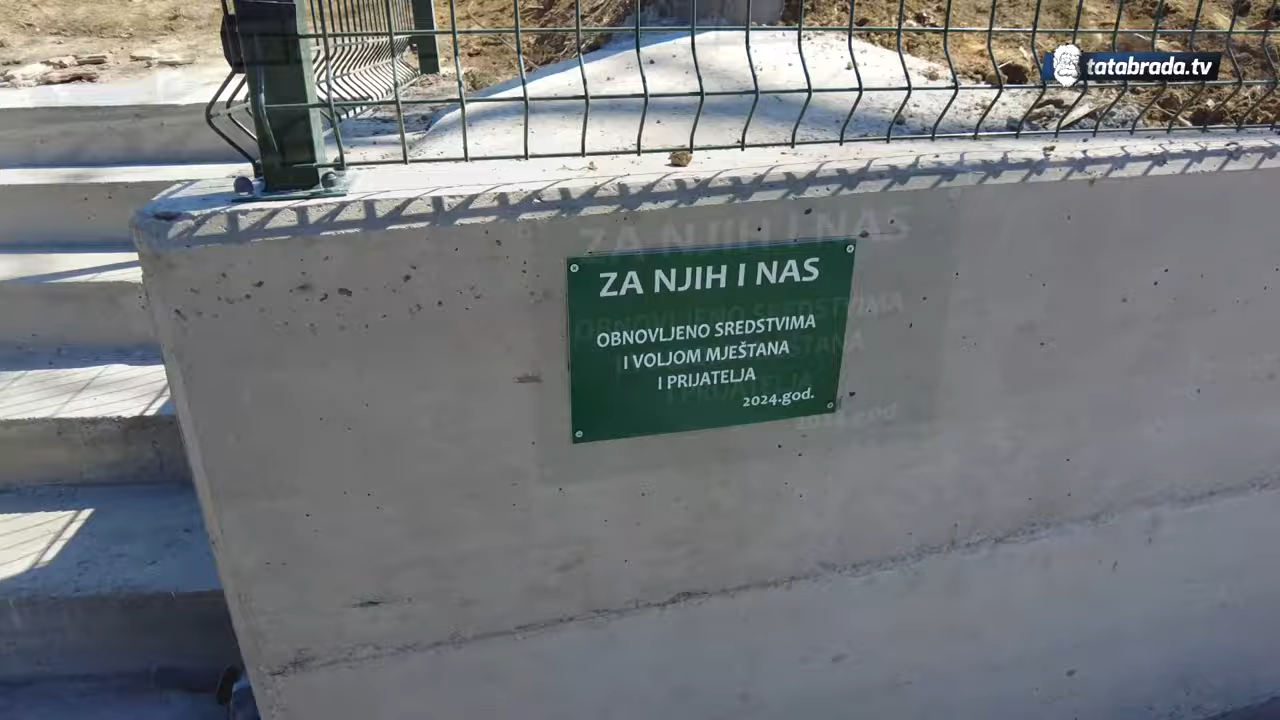 tatabrada.tv
ZA NJIH I NAS
OBNOVLJENO SREDSTVIMA
I VOLJOM MJEŠTANA
I PRIJATELJA
2024.god.